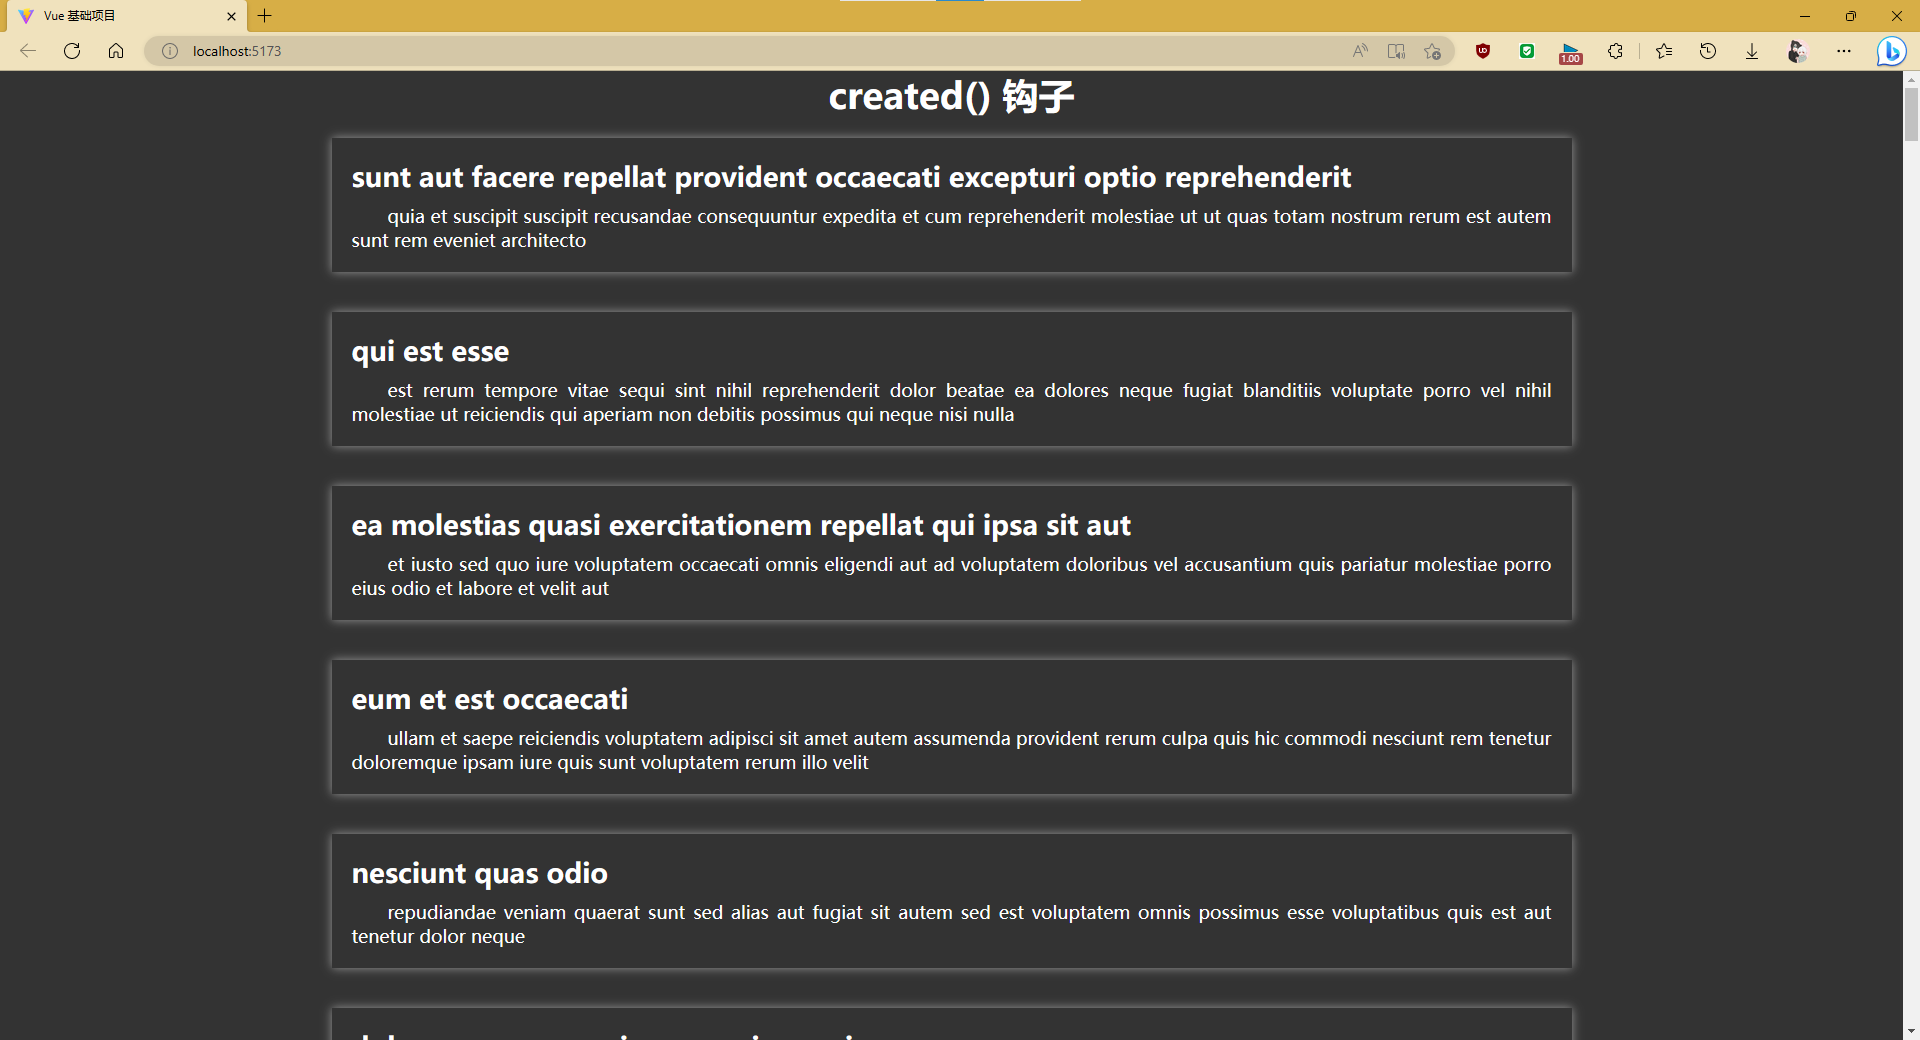 Vue 基础项目
localhost:5173
1.00
created() 钩子
sunt aut facere repellat provident occaecati excepturi optio reprehenderit
quia et suscipit suscipit recusandae consequuntur expedita et cum reprehenderit molestiae ut ut quas totam nostrum rerum est autem
sunt rem eveniet architecto
qui est esse
est rerum tempore vitae sequi sint nihil reprehenderit dolor beatae ea dolores neque fugiat blanditiis voluptate porro vel nihil
molestiae ut reiciendis qui aperiam non debitis possimus qui neque nisi nulla
ea molestias quasi exercitationem repellat qui ipsa sit aut
et iusto sed quo iure voluptatem occaecati omnis eligendi aut ad voluptatem doloribus vel accusantium quis pariatur molestiae porro
eius odio et labore et velit aut
eum et est occaecati
ullam et saepe reiciendis voluptatem adipisci sit amet autem assumenda provident rerum culpa quis hic commodi nesciunt rem tenetur
doloremque ipsam iure quis sunt voluptatem rerum illo velit
nesciunt quas odio
repudiandae veniam quaerat sunt sed alias aut fugiat sit autem sed est voluptatem omnis possimus esse voluptatibus quis est aut
tenetur dolor neque